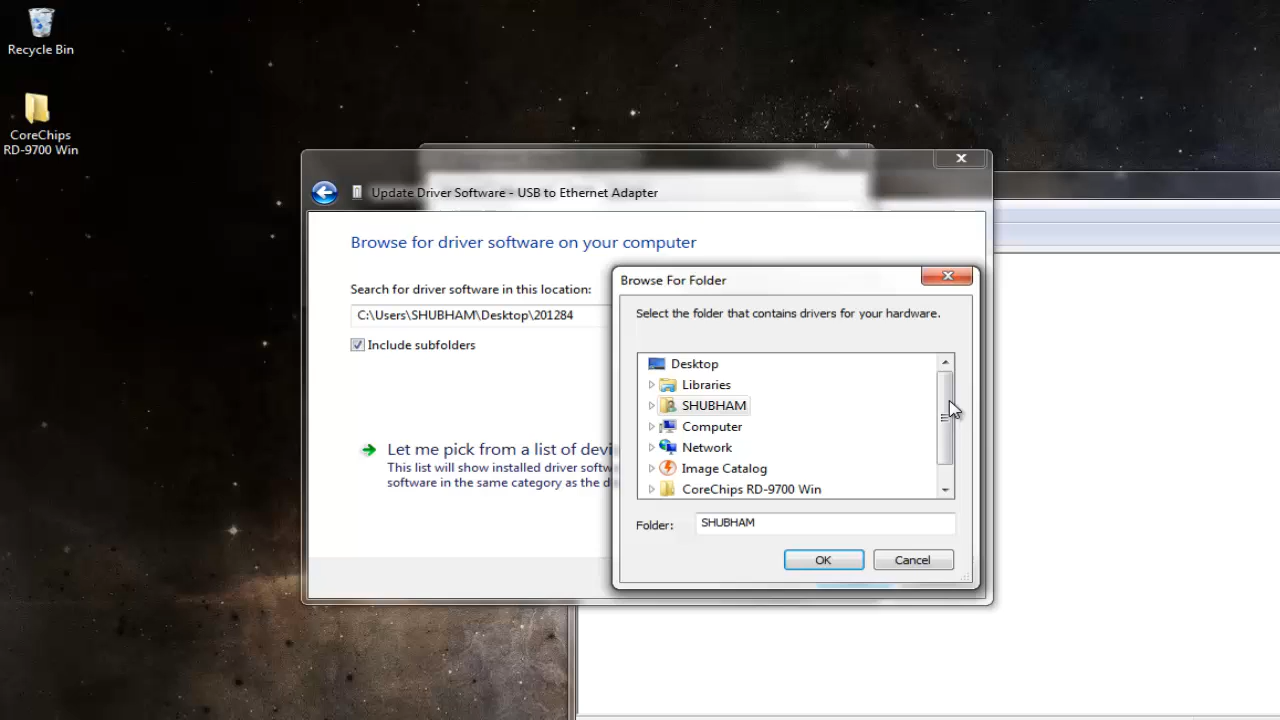 Recycle Bin
CoreChips
RD-9700 Win
Update Driver Software - USB to Ethernet Adapter
Browse for driver software on your computer
Search for driver software in this location:
C:\Users\SHUBHAM\Desktop\201284
Include subfolders
Let me pick from a list of devi
This list will show installed driver softw
software in the same category as the d
Browse For Folder
Select the folder that contains drivers for your hardware.
Desktop
Libraries
SHUBHAM
Computer
Network
Image Catalog
CoreChips RD-9700 Win
Folder:
SHUBHAM
OK
Cancel